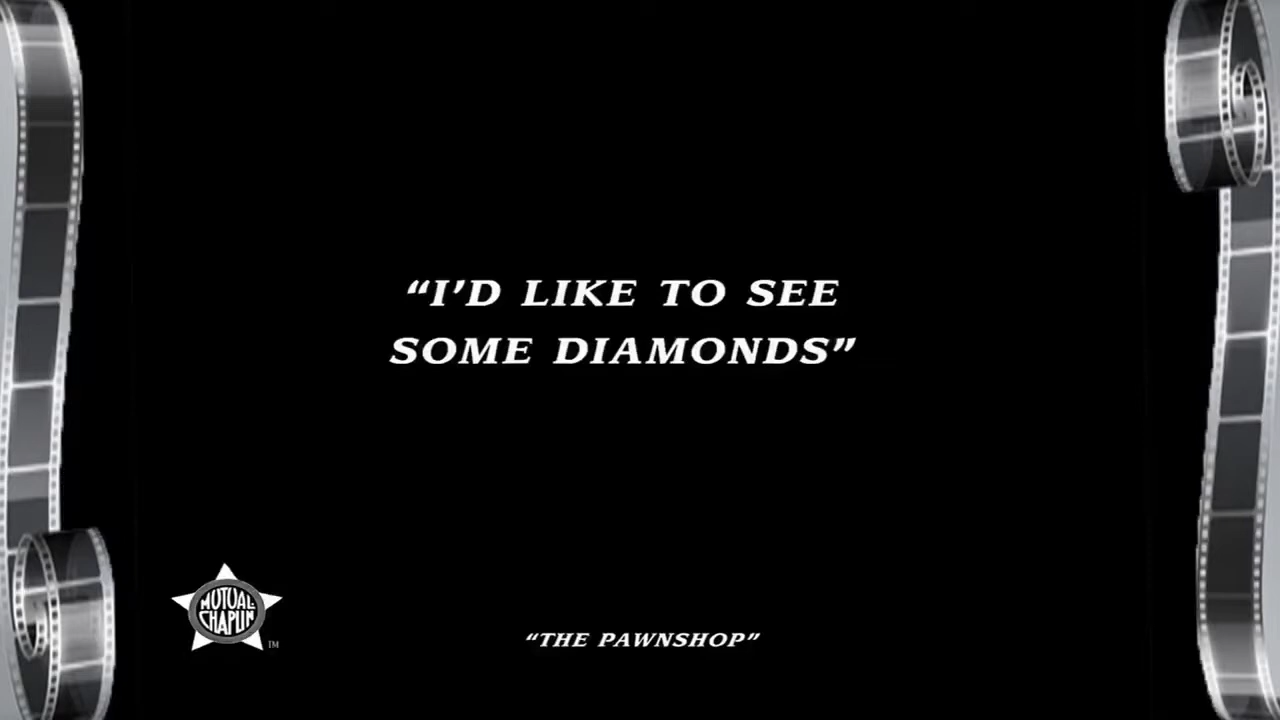 “I’D LIKE TO SEE
SOME DIAMONDS”
MUTUAL
CHAPLIN
TM
“THE PAWNSHOP”